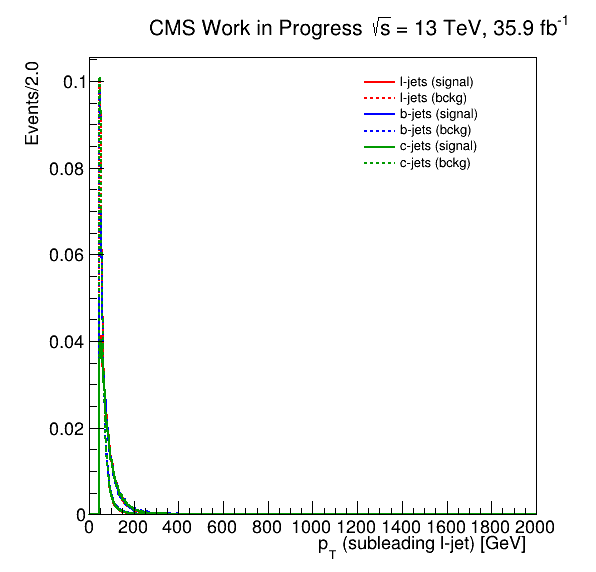 CMS Work in Progress √s = 13 TeV, 35.9 fb⁻¹
Events/2.0
l-jets (signal)
l-jets (bckg)
b-jets (signal)
b-jets (bckg)
c-jets (signal)
c-jets (bckg)
0.1
0.08
0.06
0.04
0.02
0
0 200 400 600 800 1000 1200 1400 1600 1800 2000
p_T (subleading l-jet) [GeV]